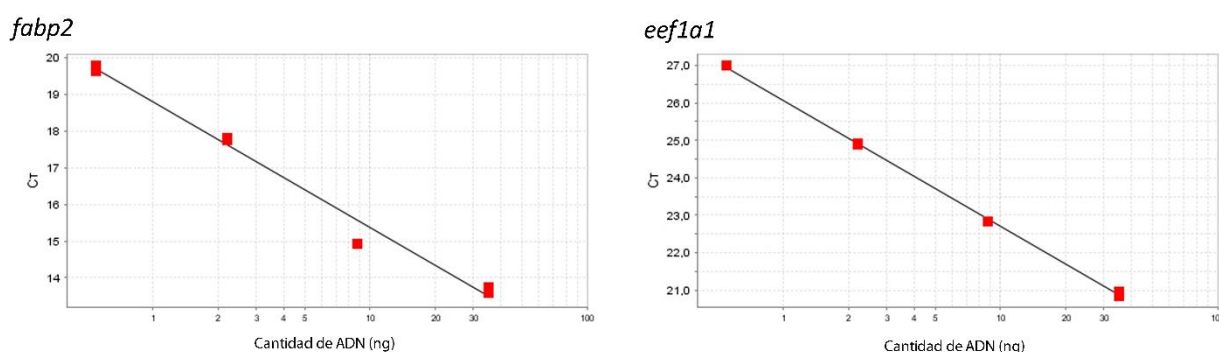 fabp2
eef1a1
20
19
18
17
16
15
14
CT
1 2 3 4 5 10 20 30 100
Cantidad de ADN (ng)
27,0
26,0
25,0
24,0
23,0
22,0
21,0
CT
1 2 3 4 5 10 20 30 10
Cantidad de ADN (ng)